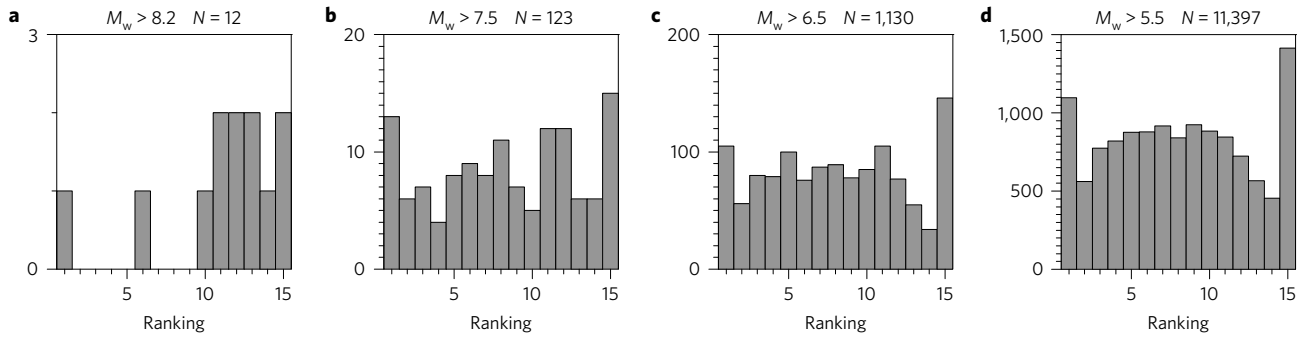 a M_w > 8.2 N = 12
3
0
5 10 15
Ranking
b M_w > 7.5 N = 123
20
10
0
5 10 15
Ranking
c M_w > 6.5 N = 1,130
200
100
0
5 10 15
Ranking
d M_w > 5.5 N = 11,397
1,500
1,000
500
0
5 10 15
Ranking